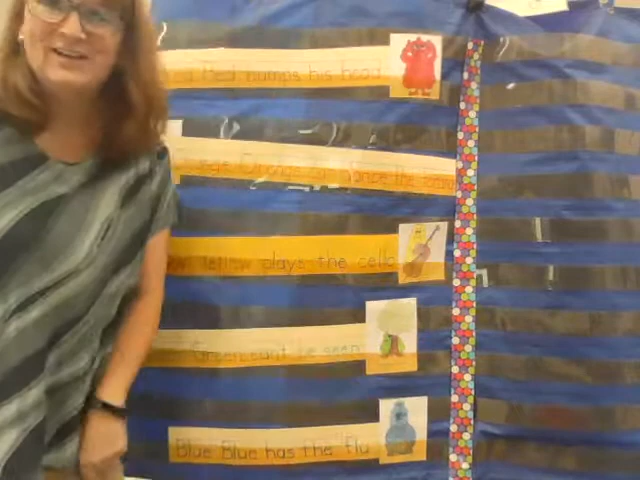 Red bumps his head
Orange can dance the
Yellow plays the cello
Green can't be seen
Blue Blue has the flu